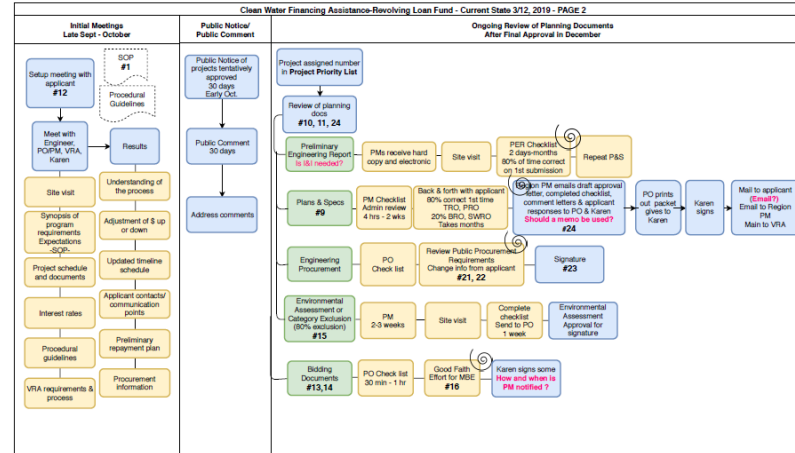 Clean Water Financing Assistance-Revolving Loan Fund - Current State 3/12, 2019 - PAGE 2
Initial Meetings
Late Sept - October
Public Notice/
Public Comment
Ongoing Review of Planning Documents
After Final Approval in December
Setup meeting with
applicant
#12
SOP
#1
Procedural
Guidelines
Meet with
Engineer,
PO/PM, VRA,
Karen
Results
Site visit
Synopsis of
program
requirements
Expectations
-SOP-
Project schedule
and documents
Interest rates
Procedural
guidelines
VRA requirements &
process
Understanding of
the process
Adjustment of $ up
or down
Updated timeline
schedule
Applicant contacts/
communication
points
Preliminary
repayment plan
Procurement
information
Public Notice of
projects tentatively
approved
30 days
Early Oct.
Public Comment
30 days
Address comments
Project assigned number
in Project Priority List
Review of planning
docs
#10, 11, 24
Preliminary
Engineering Report
Is i&I needed?
PMs receive hard
copy and electronic
Site visit
PER Checklist
2 days-months
80% of time correct
on 1st submission
Repeat P&S
Plans & Specs
#9
PM Checklist
Admin review
4 hrs - 2 wks
Back & forth with applicant
80% correct 1st time
TRO, PRO
20% BRO, SWRO
Takes months
Region PM emails draft approval
letter, completed checklist,
comment letters & applicant
responses to PO & Karen
Should a memo be used?
#24
PO prints
out packet
gives to
Karen
Karen
signs
Mail to applicant
(Email?)
Email to Region
PM
Main to VRA
Engineering
Procurement
PO
Check list
Review Public Procurement
Requirements
Change info from applicant
#21, 22
Signature
#23
Environmental
Assessment or
Category Exclusion
(80% exclusion)
#15
PM
2-3 weeks
Site visit
Complete
checklist
Send to PO
1 week
Environmental
Assessment
Approval for
signature
Bidding
Documents
#13,14
PO Check list
30 min - 1 hr
Good Faith
Effort for MBE
#16
Karen signs some
How and when is
PM notified ?